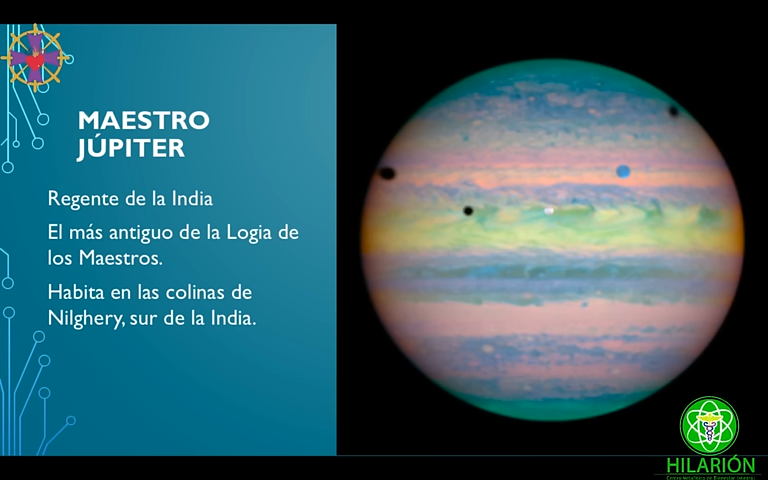 MAESTRO
JÚPITER
Regente de la India
El más antiguo de la Logia de
los Maestros.
Habita en las colinas de
Nilghery, sur de la India.
HILARIÓN